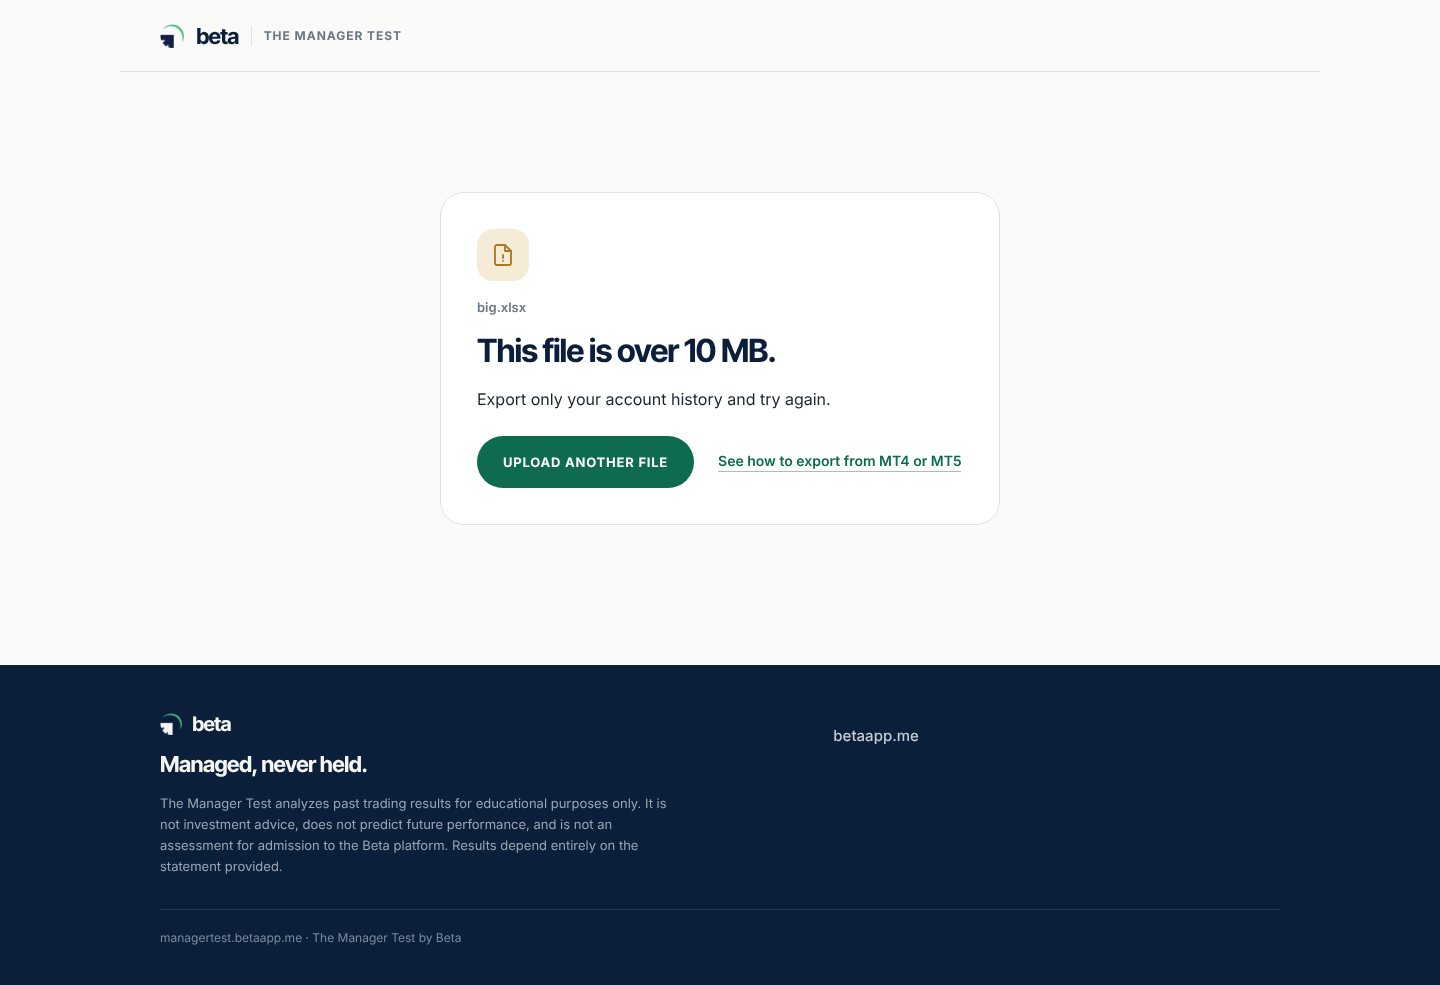 beta
THE MANAGER TEST
big.xlsx
This file is over 10 MB.
Export only your account history and try again.
UPLOAD ANOTHER FILE
See how to export from MT4 or MT5
beta
Managed, never held.
The Manager Test analyzes past trading results for educational purposes only. It is
not investment advice, does not predict future performance, and is not an
assessment for admission to the Beta platform. Results depend entirely on the
statement provided.
betaapp.me
managertest.betaapp.me · The Manager Test by Beta